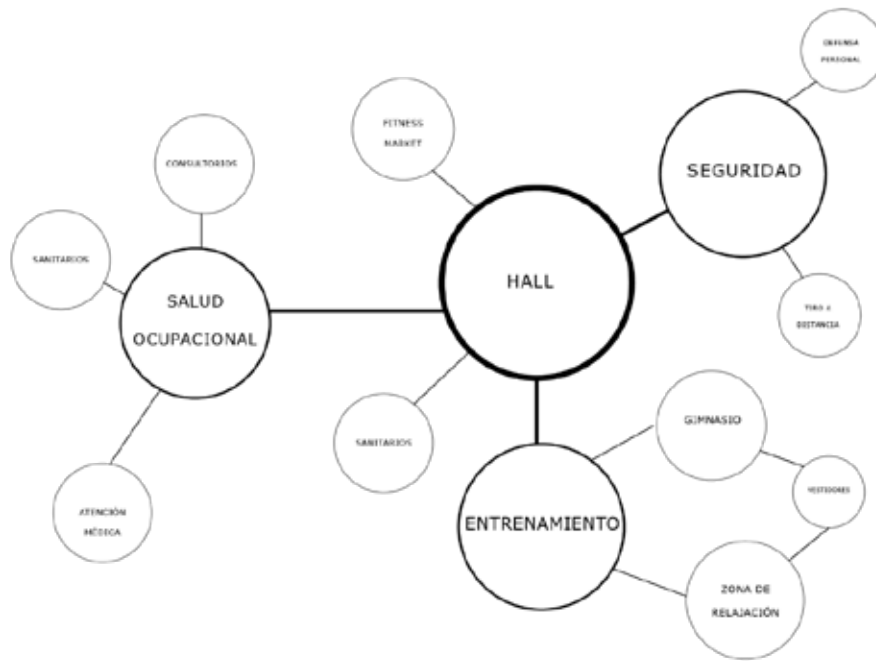 DEFENSA
PERSONAL
FITNESS
MARKET
CONSULTORIOS
SEGURIDAD
SANITARIOS
HALL
SALUD
OCUPACIONAL
TIRO A
DISTANCIA
GIMNASIO
SANITARIOS
VESTIDORES
ATENCIÓN
MÉDICA
ENTRENAMIENTO
ZONA DE
RELAJACIÓN